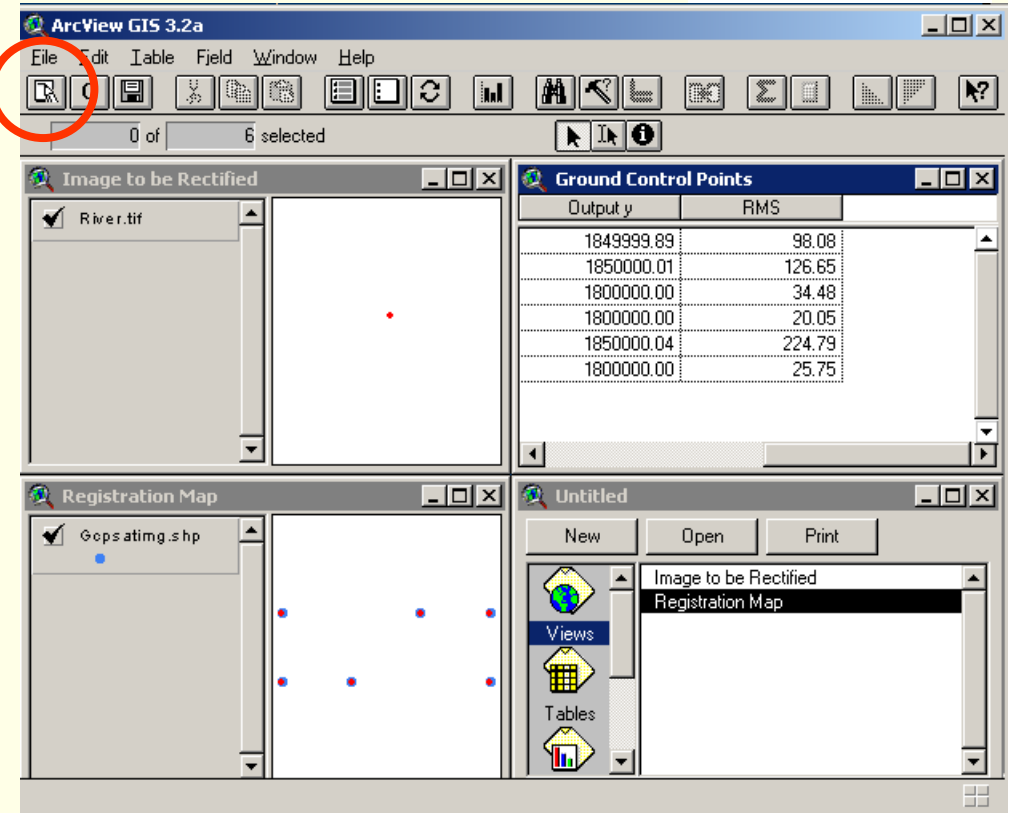 ArcView GIS 3.2a
File Edit Table Field Window Help
0 of 6 selected
Image to be Rectified
River.tif
Ground Control Points
Output y RMS
1849999.89 98.08
1850000.01 126.65
1800000.00 34.48
1800000.00 20.05
1850000.04 224.79
1800000.00 25.75
Registration Map
Gcpsatimg.shp
Untitled
New Open Print
Views
Tables
Image to be Rectified
Registration Map